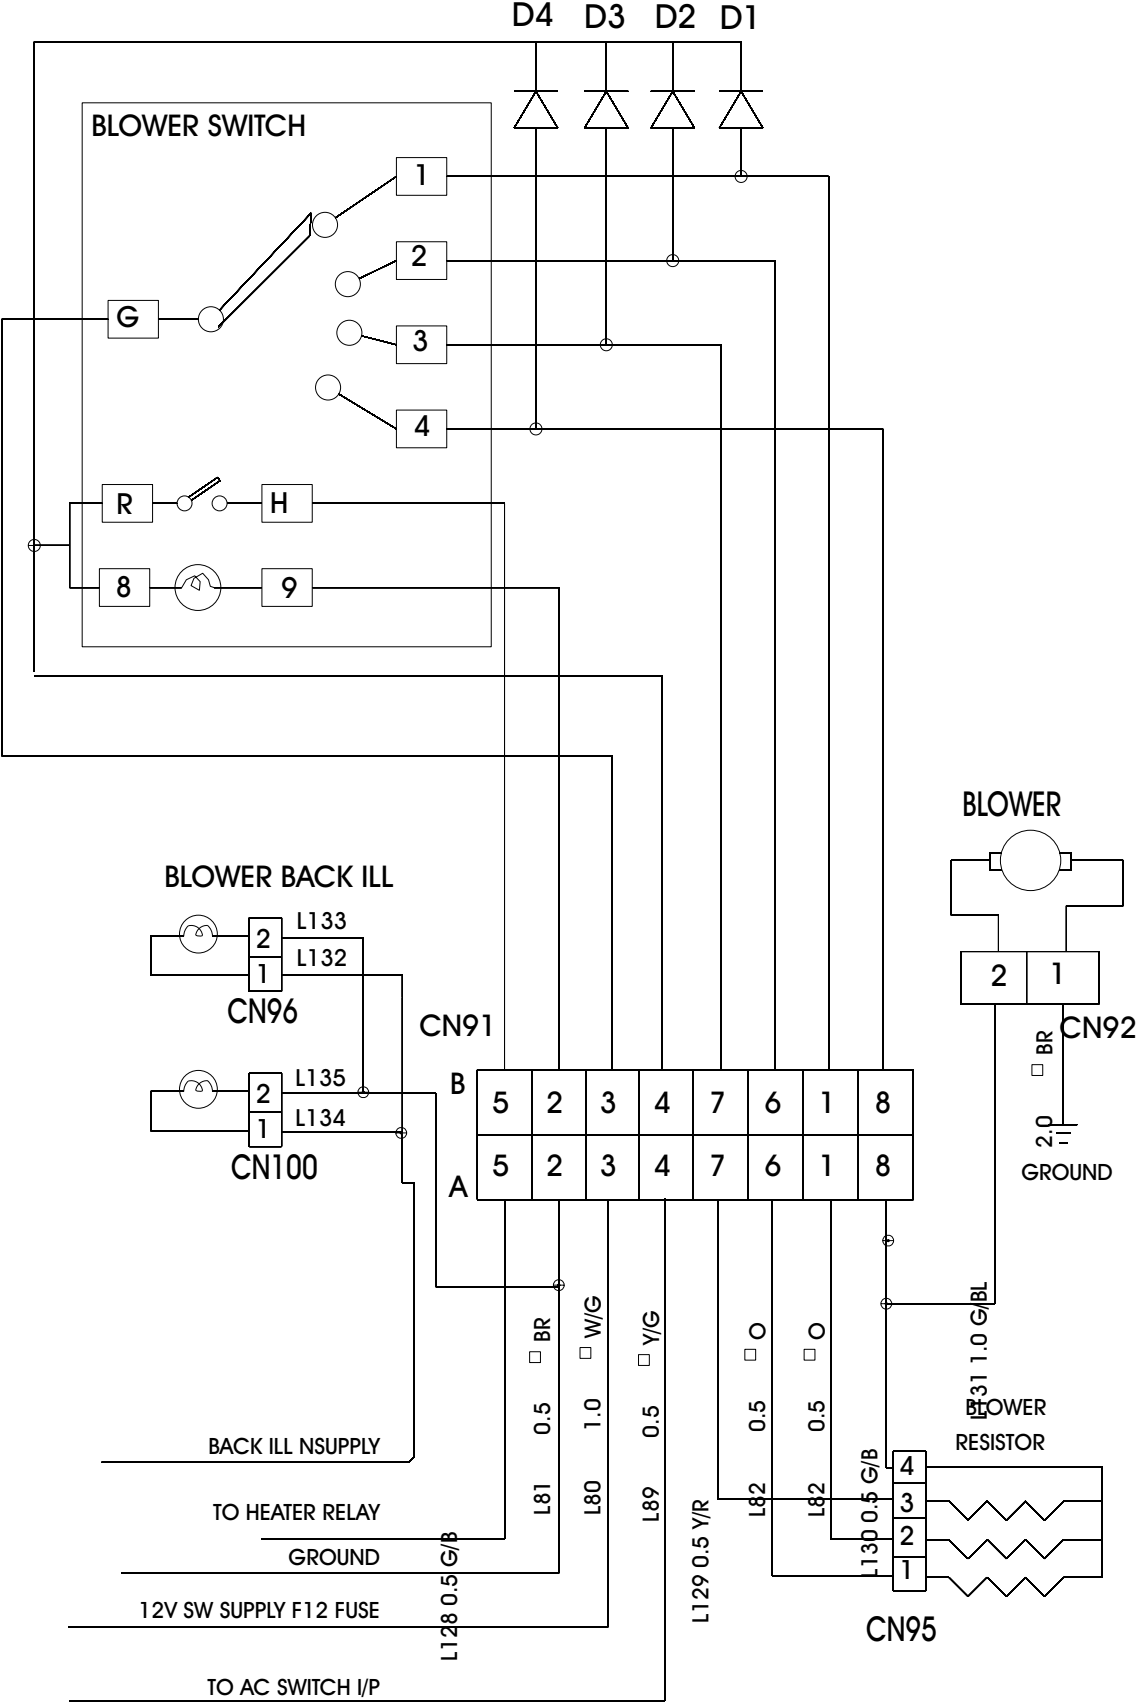 D4 D3 D2 D1
BLOWER SWITCH
1
2
G
3
4
R H
8 9
BLOWER
BLOWER BACK ILL
L133
2
L132
1
CN96
2 1
CN92
CN91
□ BR
2.0
GROUND
L135
2
L134
1
CN100
B
5 2 3 4 7 6 1 8
5 2 3 4 7 6 1 8
A
L81 0.5 □ BR
L80 1.0 □ W/G
L89 0.5 □ Y/G
L82 0.5 □ O
L82 0.5 □ O
L131 1.0 G/BL
BLOWER
RESISTOR
BACK ILL NSUPPLY
4
3
2
1
L130 0.5 G/B
L129 0.5 Y/R
L128 0.5 G/B
TO HEATER RELAY
GROUND
12V SW SUPPLY F12 FUSE
CN95
TO AC SWITCH I/P